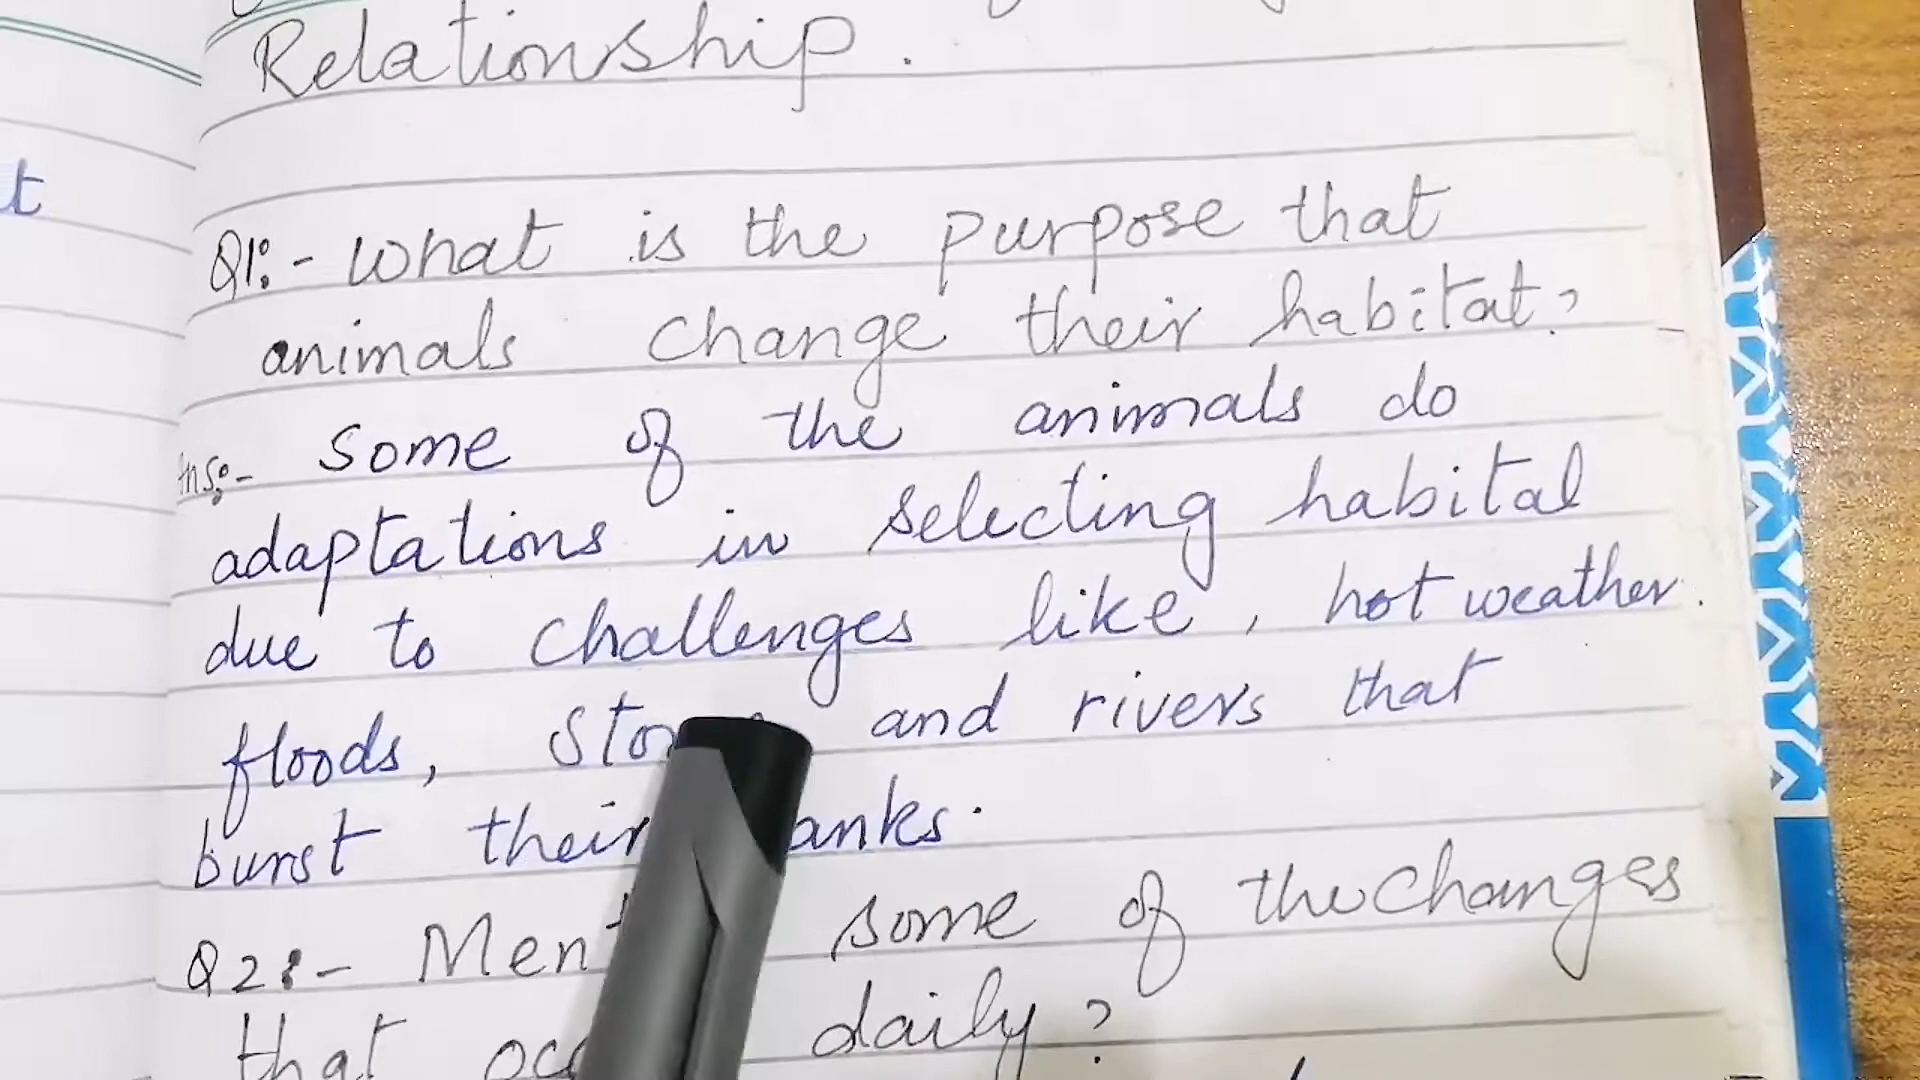 t
Relationship.
Q1:- what is the purpose that
animals change their habitat?
Ans:- Some of the animals do
adaptations in selecting habital
due to challenges like, hot weather.
floods, and rivers that
burst their
Q2:- some of the changes
that daily?